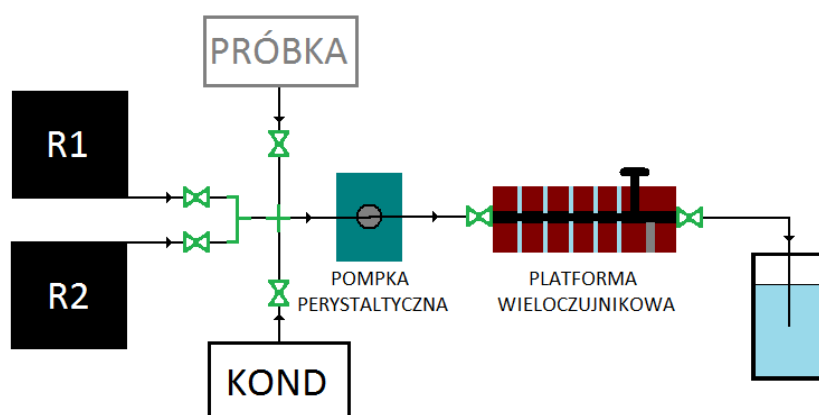 PRÓBKA
R1
R2
POMPKA
PERYSTALTYCZNA
PLATFORMA
WIELOCZUJNIKOWA
KOND